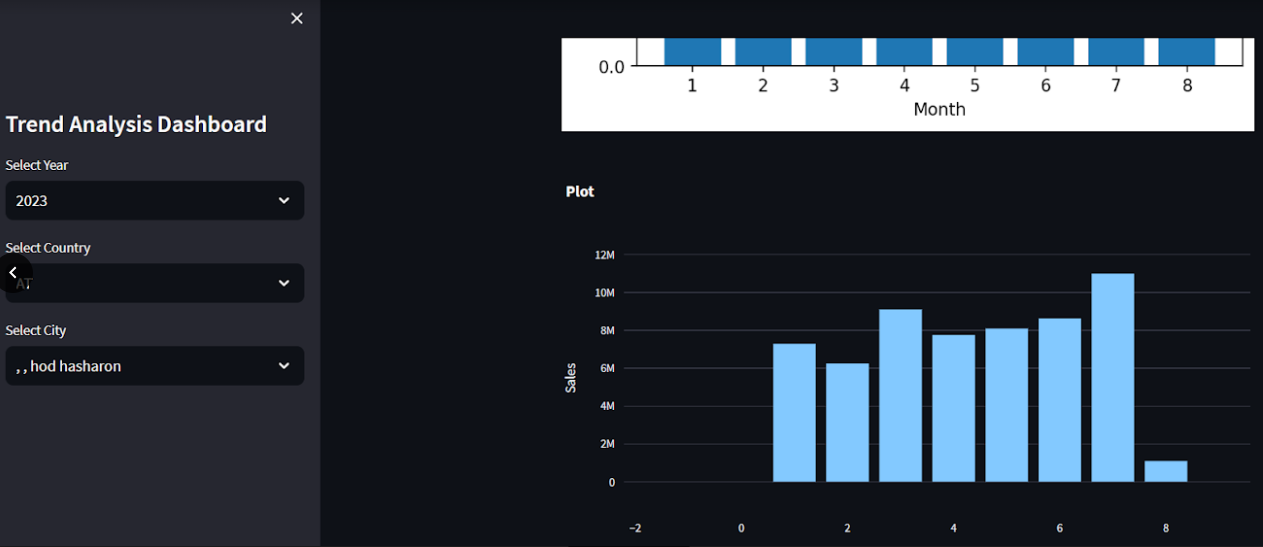 ×
Trend Analysis Dashboard
Select Year
2023
Select Country
AT
Select City
, , hod hasharon
0.0
1 2 3 4 5 6 7 8
Month
Plot
12M
10M
8M
6M
4M
2M
0
Sales
−2 0 2 4 6 8